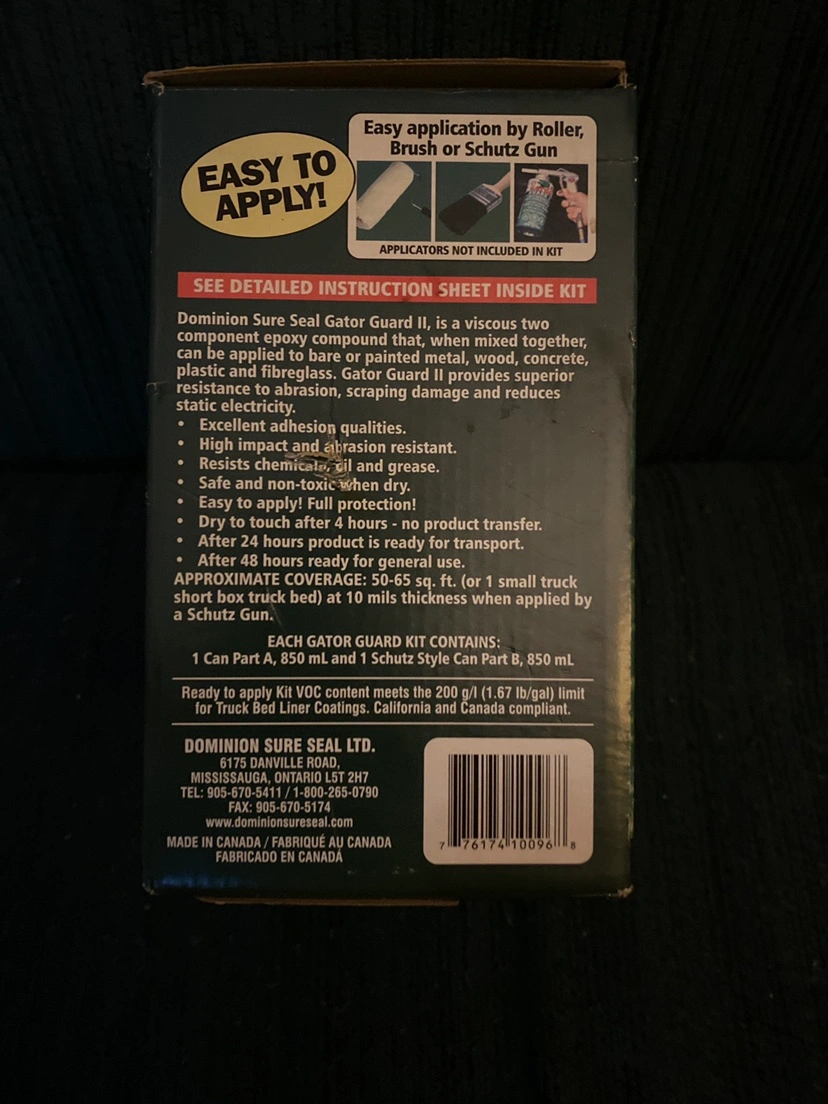 EASY TO
APPLY!
Easy application by Roller,
Brush or Schutz Gun
APPLICATORS NOT INCLUDED IN KIT
SEE DETAILED INSTRUCTION SHEET INSIDE KIT
Dominion Sure Seal Gator Guard II, is a viscous two
component epoxy compound that, when mixed together,
can be applied to bare or painted metal, wood, concrete,
plastic and fibreglass. Gator Guard II provides superior
resistance to abrasion, scraping damage and reduces
static electricity.
• Excellent adhesion qualities.
• High impact and abrasion resistant.
• Resists chemicals, oil and grease.
• Safe and non-toxic when dry.
• Easy to apply! Full protection!
• Dry to touch after 4 hours - no product transfer.
• After 24 hours product is ready for transport.
• After 48 hours ready for general use.
APPROXIMATE COVERAGE: 50-65 sq. ft. (or 1 small truck
short box truck bed) at 10 mils thickness when applied by
a Schutz Gun.
EACH GATOR GUARD KIT CONTAINS:
1 Can Part A, 850 mL and 1 Schutz Style Can Part B, 850 mL
Ready to apply Kit VOC content meets the 200 g/l (1.67 lb/gal) limit
for Truck Bed Liner Coatings. California and Canada compliant.
DOMINION SURE SEAL LTD.
6175 DANVILLE ROAD,
MISSISSAUGA, ONTARIO L5T 2H7
TEL: 905-670-5411 / 1-800-265-0790
FAX: 905-670-5174
www.dominionsureseal.com
MADE IN CANADA / FABRIQUÉ AU CANADA
FABRICADO EN CANADÁ
7 76174 10096 8